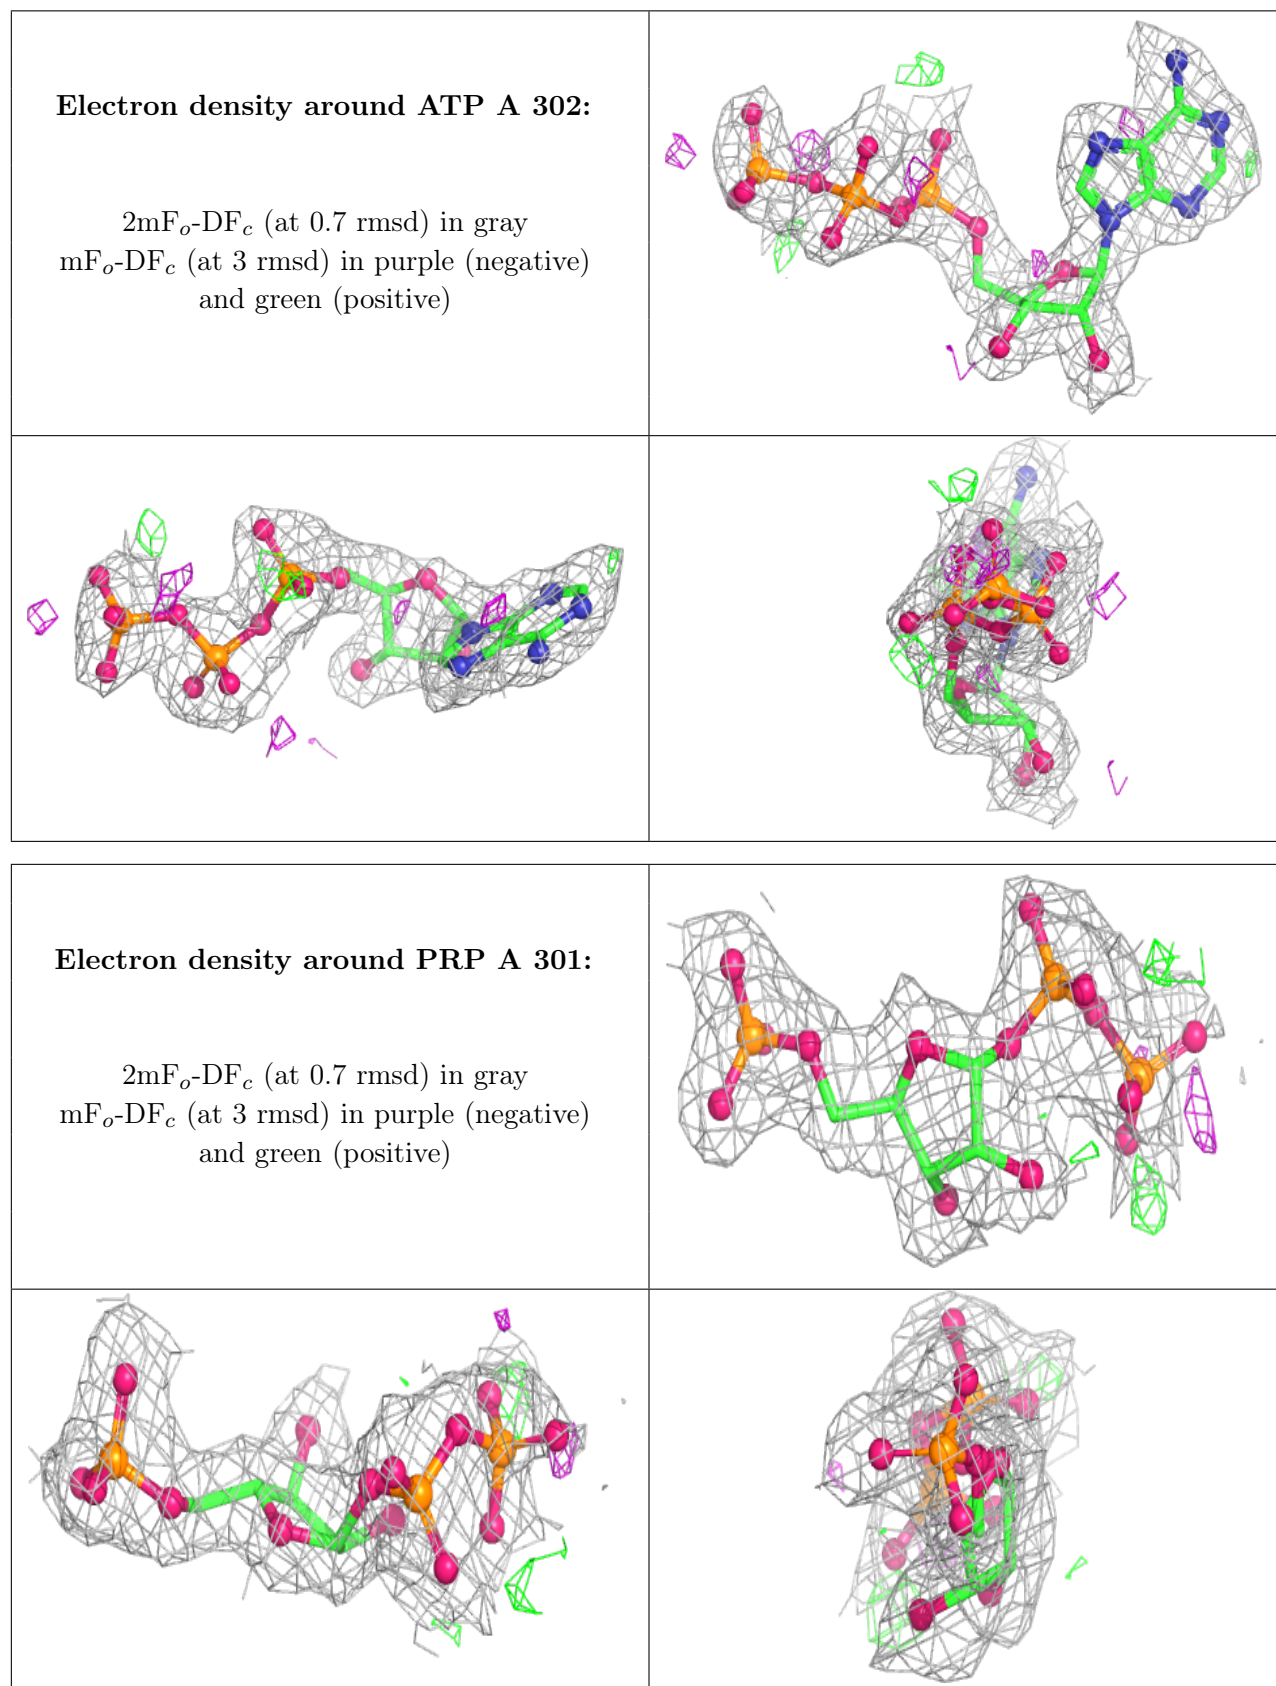 Electron density around ATP A 302:
2mFₒ-DF𝒸 (at 0.7 rmsd) in gray
mFₒ-DF𝒸 (at 3 rmsd) in purple (negative)
and green (positive)
Electron density around PRP A 301:
2mFₒ-DF𝒸 (at 0.7 rmsd) in gray
mFₒ-DF𝒸 (at 3 rmsd) in purple (negative)
and green (positive)